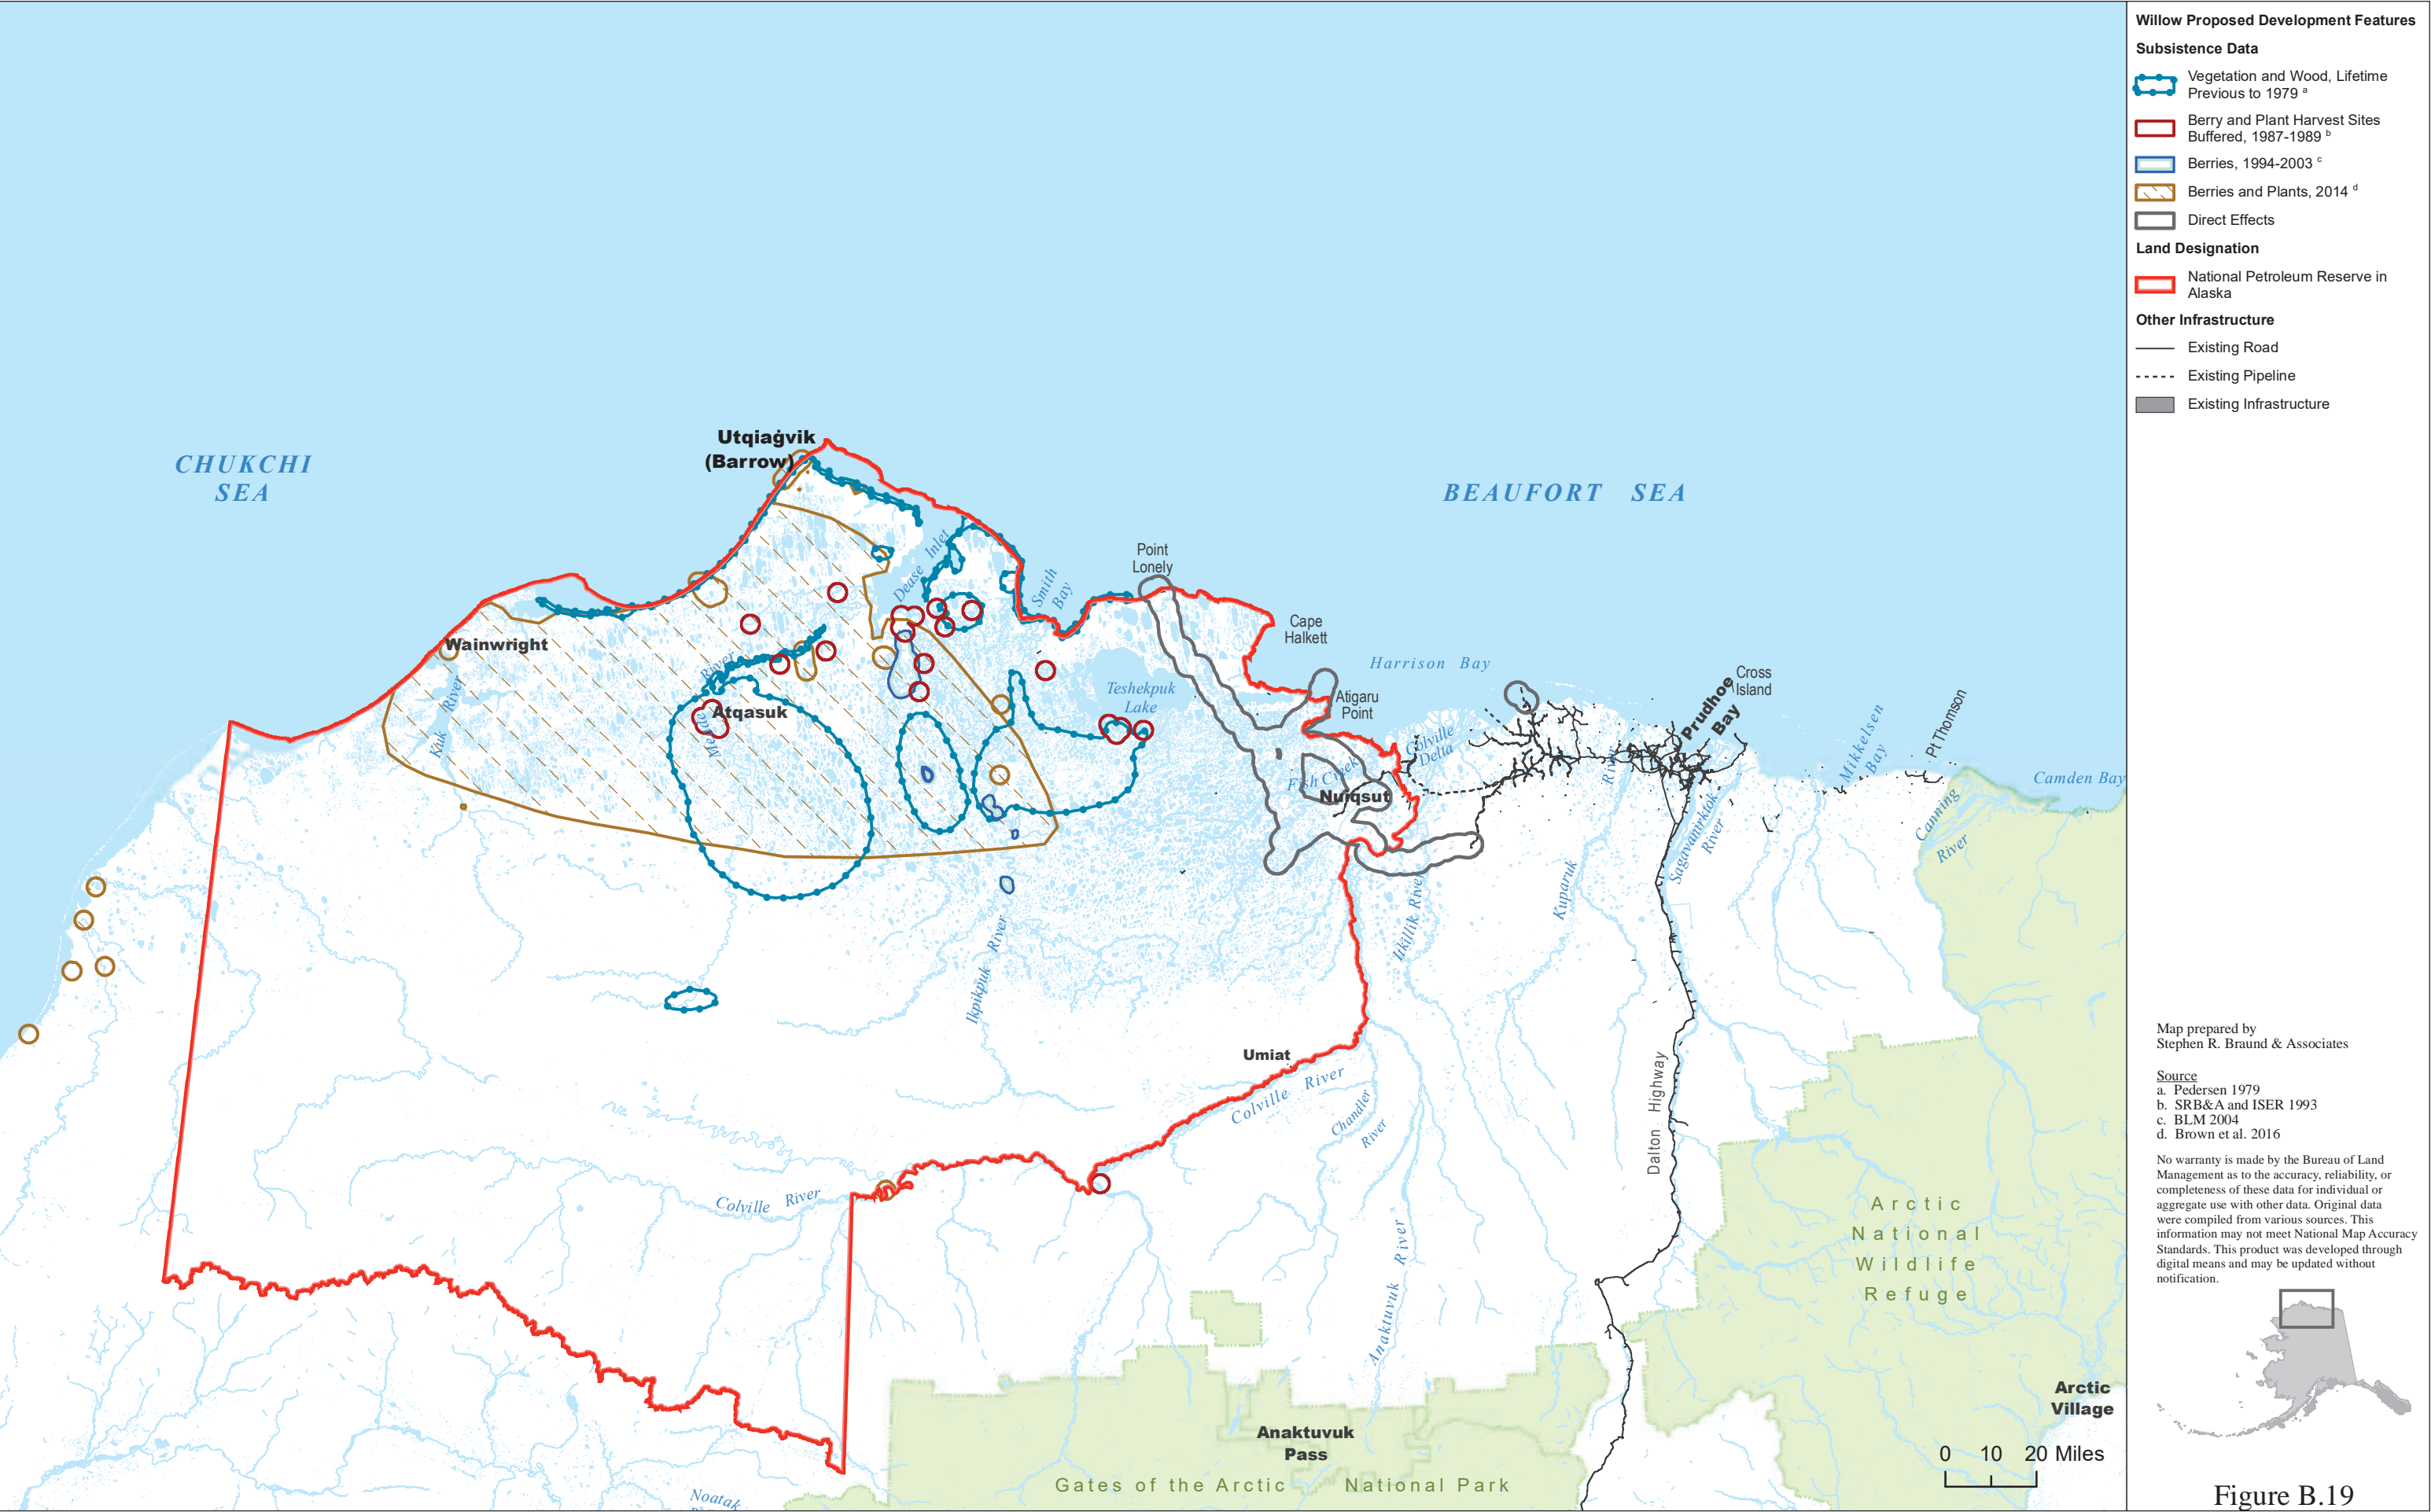 Willow Proposed Development Features
Subsistence Data
Vegetation and Wood, Lifetime
Previous to 1979 a
Berry and Plant Harvest Sites
Buffered, 1987-1989 b
Berries, 1994-2003 c
Berries and Plants, 2014 d
Direct Effects
Land Designation
National Petroleum Reserve in
Alaska
Other Infrastructure
Existing Road
Existing Pipeline
Existing Infrastructure
CHUKCHI
SEA
Utqiaġvik
(Barrow)
BEAUFORT SEA
Dease Inlet
Smith
Bay
Point
Lonely
Cape
Halkett
Harrison Bay
Wainwright
Kuk River
River
Meade
Atqasuk
Teshekpuk
Lake
Atigaru
Point
Colville
Delta
Fish Creek
Nuiqsut
Prudhoe
Bay
Cross
Island
Mikkelsen
Bay
Pt Thomson
Camden Bay
Canning
River
Sagavanirktok
River
River
Kuparuk
Itkillik River
Ikpikpuk River
Umiat
Colville River
Chandler
River
Colville River
Anaktuvuk River
Dalton Highway
Arctic
National
Wildlife
Refuge
Arctic
Village
Anaktuvuk
Pass
Gates of the Arctic National Park
Noatak
0 10 20 Miles
Map prepared by
Stephen R. Braund & Associates
Source
a. Pedersen 1979
b. SRB&A and ISER 1993
c. BLM 2004
d. Brown et al. 2016
No warranty is made by the Bureau of Land
Management as to the accuracy, reliability, or
completeness of these data for individual or
aggregate use with other data. Original data
were compiled from various sources. This
information may not meet National Map Accuracy
Standards. This product was developed through
digital means and may be updated without
notification.
Figure B.19